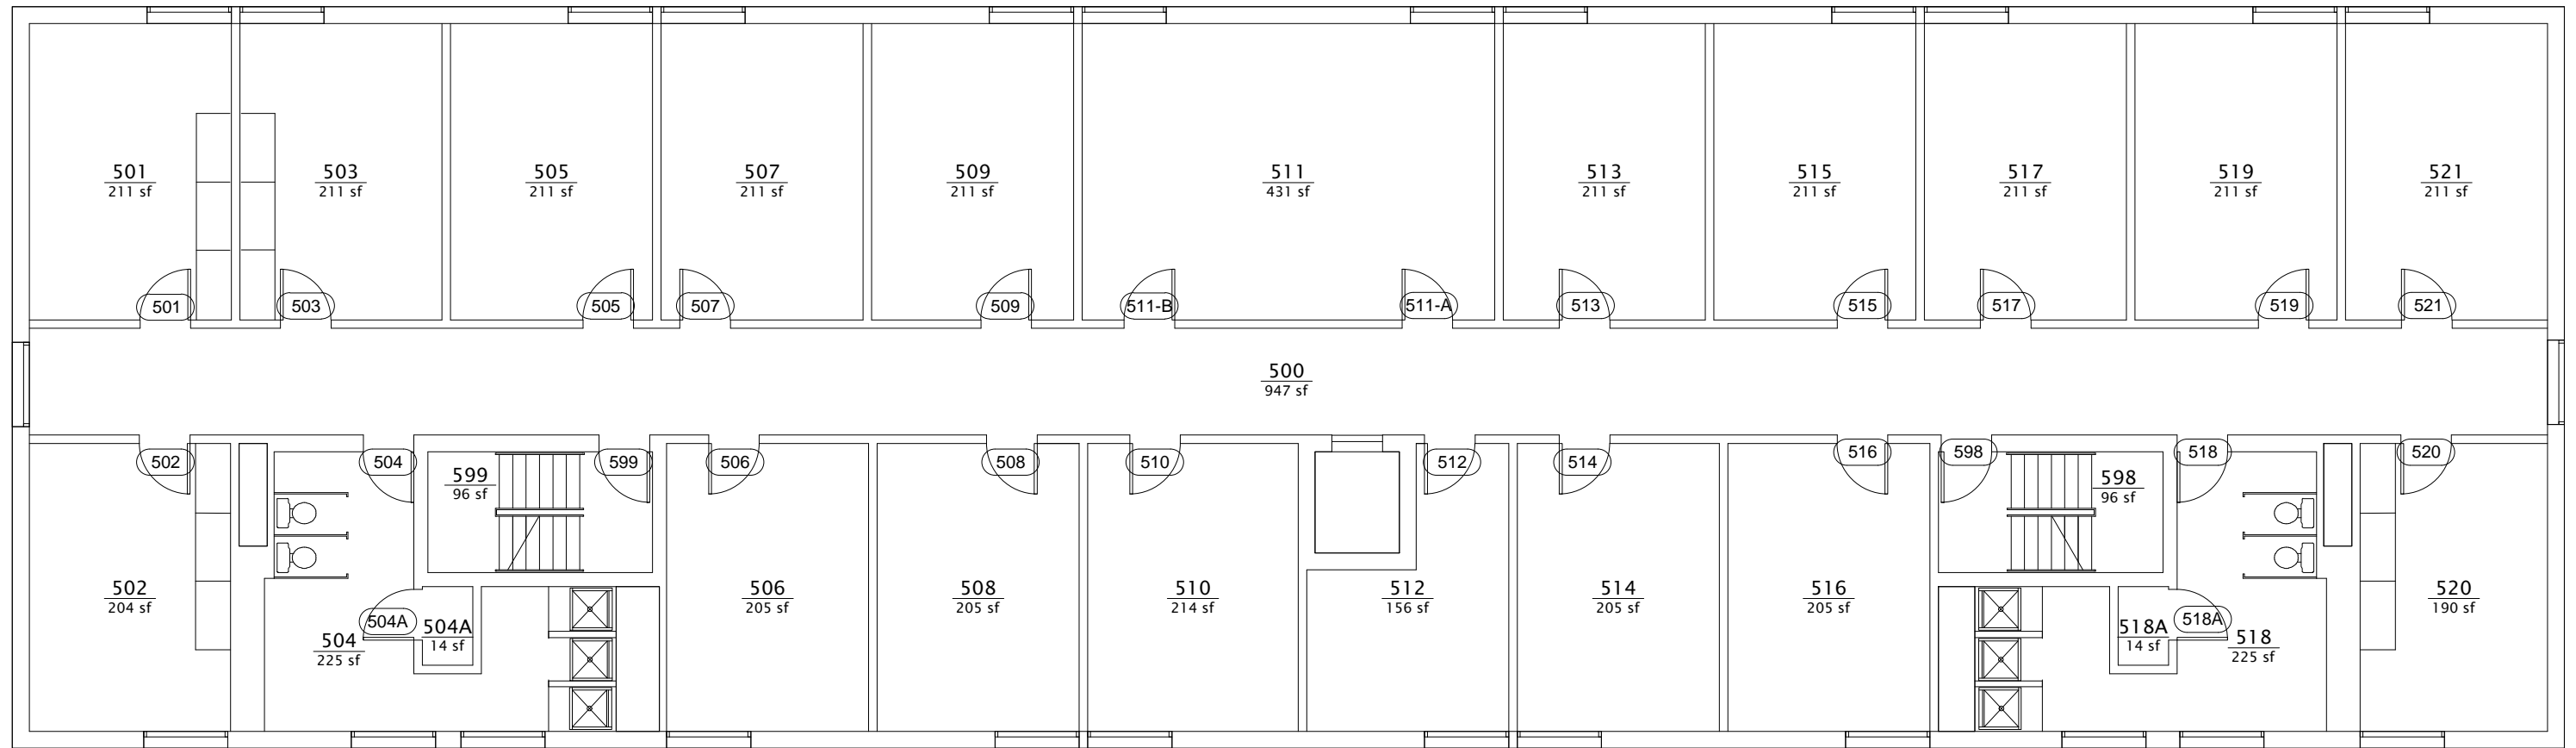 501
211 sf
503
211 sf
505
211 sf
507
211 sf
509
211 sf
511
431 sf
513
211 sf
515
211 sf
517
211 sf
519
211 sf
521
211 sf
501
503
505
507
509
511-B
511-A
513
515
517
519
521
500
947 sf
502
504
599
506
508
510
512
514
516
598
518
520
599
96 sf
598
96 sf
502
204 sf
506
205 sf
508
205 sf
510
214 sf
512
156 sf
514
205 sf
516
205 sf
520
190 sf
504A
504A
14 sf
504
225 sf
518A
14 sf
518A
518
225 sf